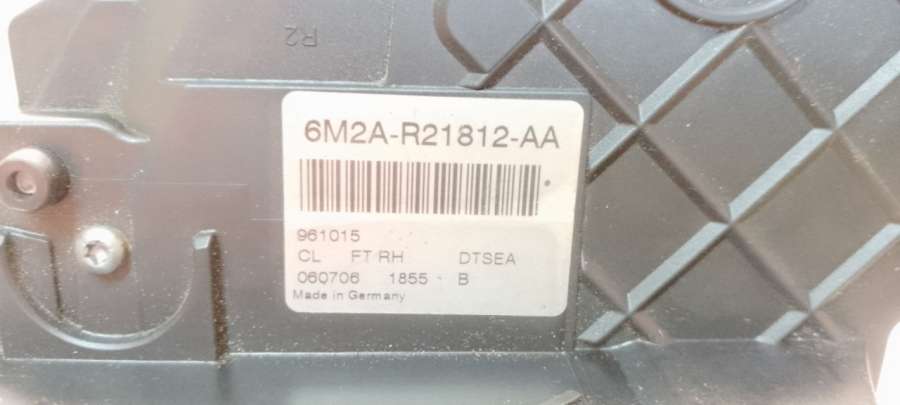 R2
6M2A-R21812-AA
961015
CL FT RH DTSEA
060706 1855 B
Made in Germany